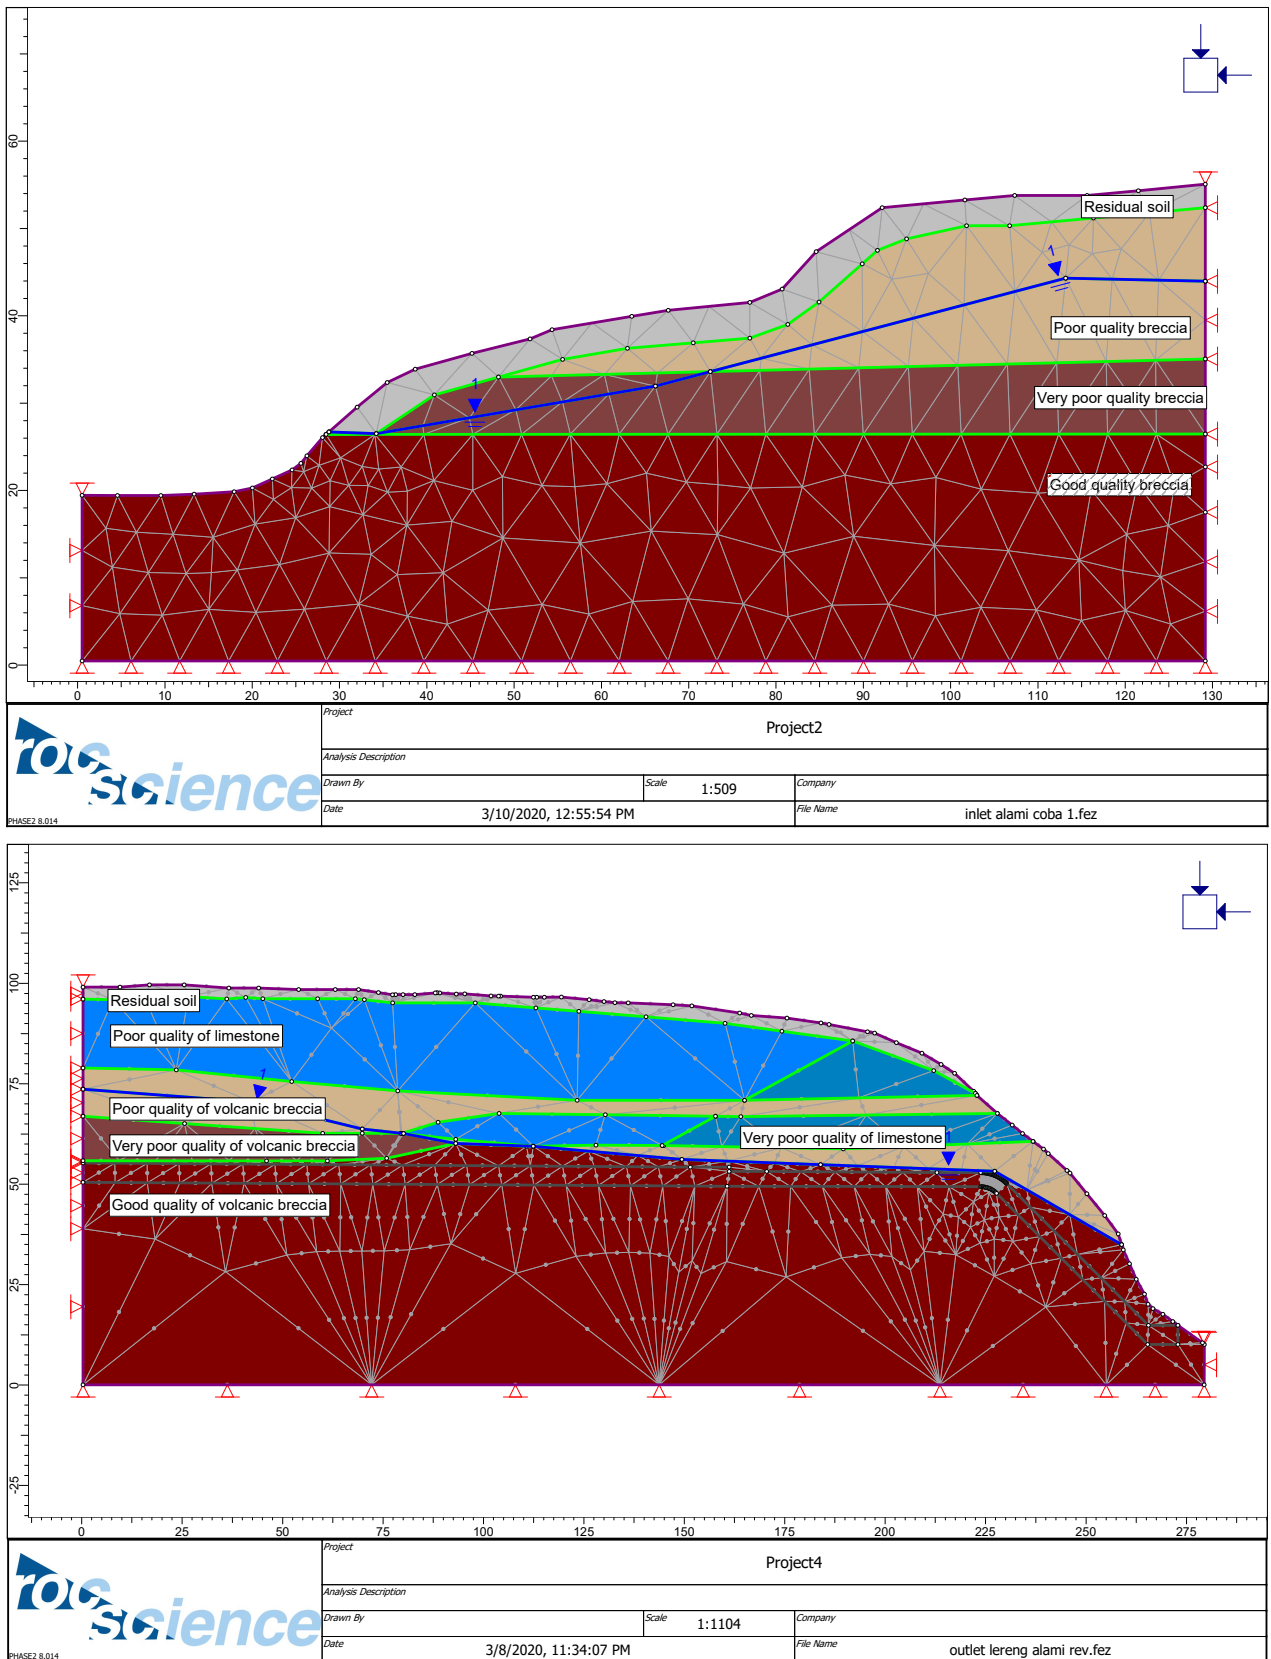 60
40
20
0
1
1
Residual soil
Poor quality breccia
Very poor quality breccia
Good quality breccia
0 10 20 30 40 50 60 70 80 90 100 110 120 130
rocscience
PHASE2 8.014
Project
Project2
Analysis Description
Drawn By
Scale 1:509
Company
Date 3/10/2020, 12:55:54 PM
File Name inlet alami coba 1.fez
125
100
75
50
25
0
-25
Residual soil
Poor quality of limestone
1
Poor quality of volcanic breccia
Very poor quality of volcanic breccia
Very poor quality of limestone
1
Good quality of volcanic breccia
0 25 50 75 100 125 150 175 200 225 250 275
rocscience
PHASE2 8.014
Project
Project4
Analysis Description
Drawn By
Scale 1:1104
Company
Date 3/8/2020, 11:34:07 PM
File Name outlet lereng alami rev.fez